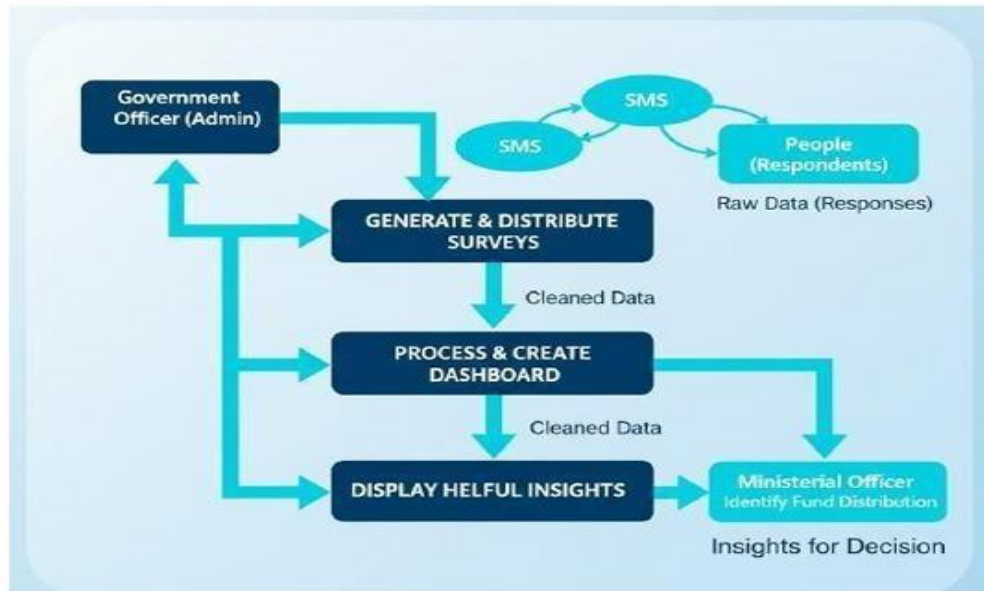 Government
Officer (Admin)
SMS
SMS
People
(Respondents)
Raw Data (Responses)
GENERATE & DISTRIBUTE
SURVEYS
Cleaned Data
PROCESS & CREATE
DASHBOARD
Cleaned Data
DISPLAY HELFUL INSIGHTS
Ministerial Officer
Identify Fund Distribution
Insights for Decision